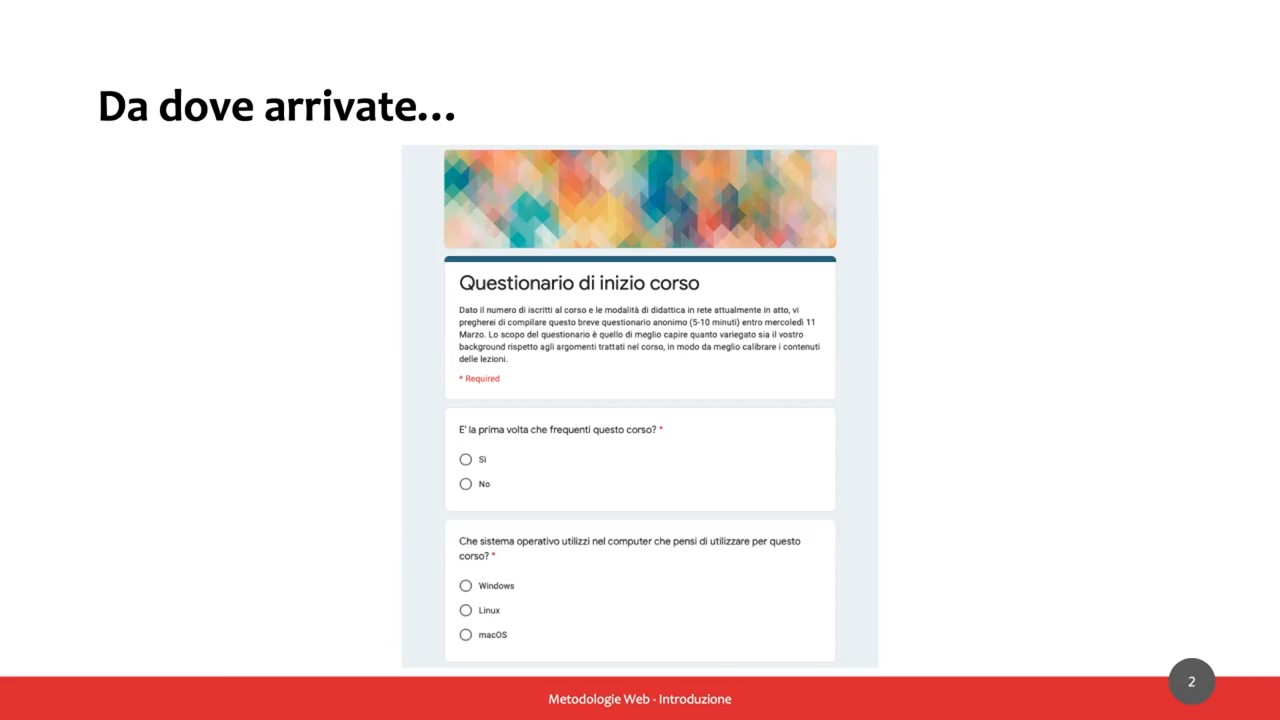 Da dove arrivate...
Questionario di inizio corso
Dato il numero di iscritti al corso e le modalità di didattica in rete attualmente in atto, vi
pregherei di compilare questo breve questionario anonimo (5-10 minuti) entro mercoledì 11
Marzo. Lo scopo del questionario è quello di meglio capire quanto variegato sia il vostro
background rispetto agli argomenti trattati nel corso, in modo da meglio calibrare i contenuti
delle lezioni.
* Required
E' la prima volta che frequenti questo corso? *
Sì
No
Che sistema operativo utilizzi nel computer che pensi di utilizzare per questo
corso? *
Windows
Linux
macOS
Metodologie Web - Introduzione
2